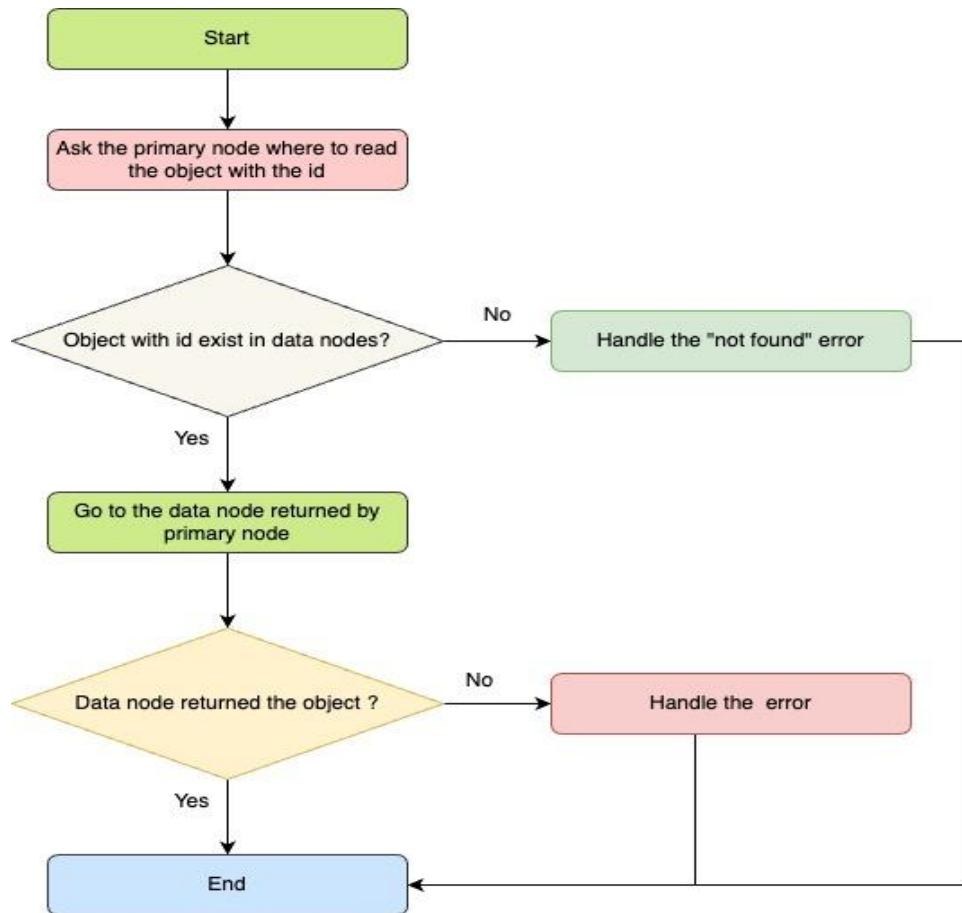 Start
Ask the primary node where to read
the object with the id
Object with id exist in data nodes?
No
Handle the "not found" error
Yes
Go to the data node returned by
primary node
Data node returned the object ?
No
Handle the  error
Yes
End